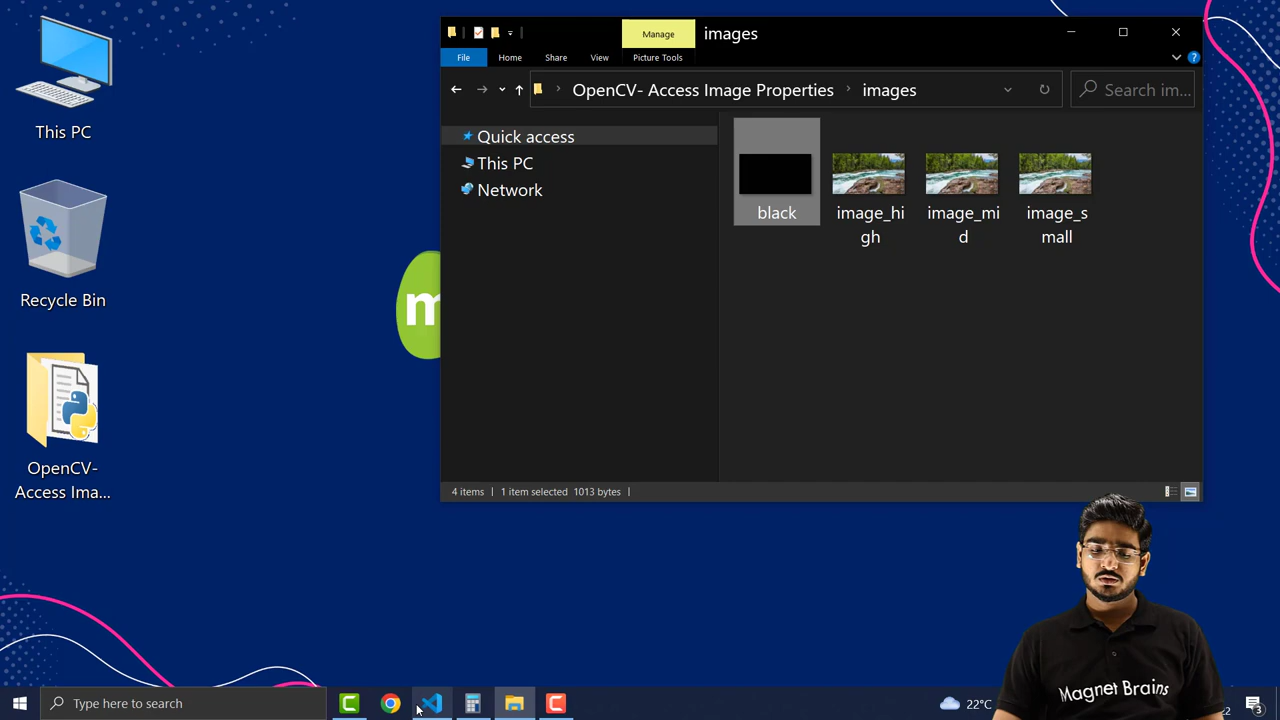 This PC
Recycle Bin
OpenCV-
Access Ima...
m
Manage
images
File
Home
Share
View
Picture Tools
OpenCV- Access Image Properties
images
Search im...
Quick access
This PC
Network
black
image_hi
gh
image_mi
d
image_s
mall
4 items
1 item selected 1013 bytes
Magnet Brains
Type here to search
22°C
22
3